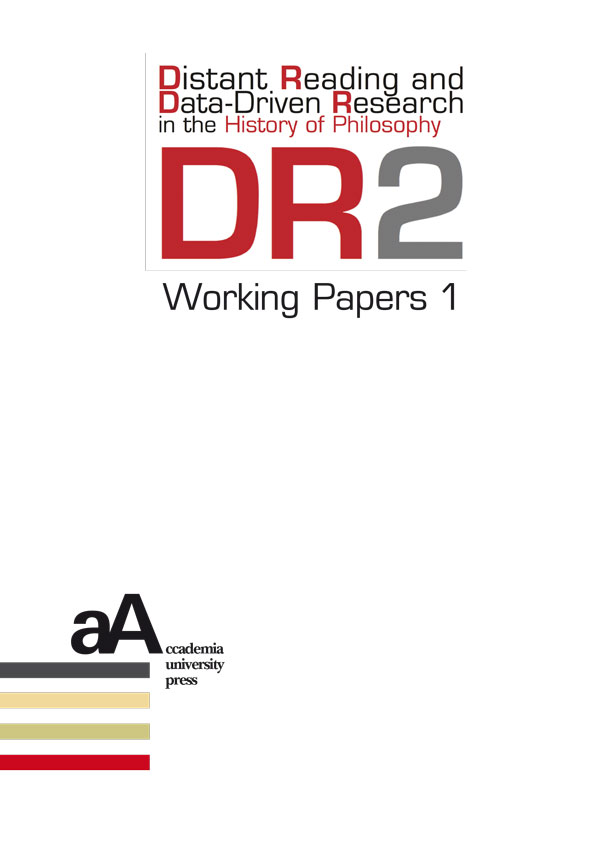 Distant Reading and
Data-Driven Research
in the History of Philosophy
DR2
Working Papers 1
aA
ccademia
university
press